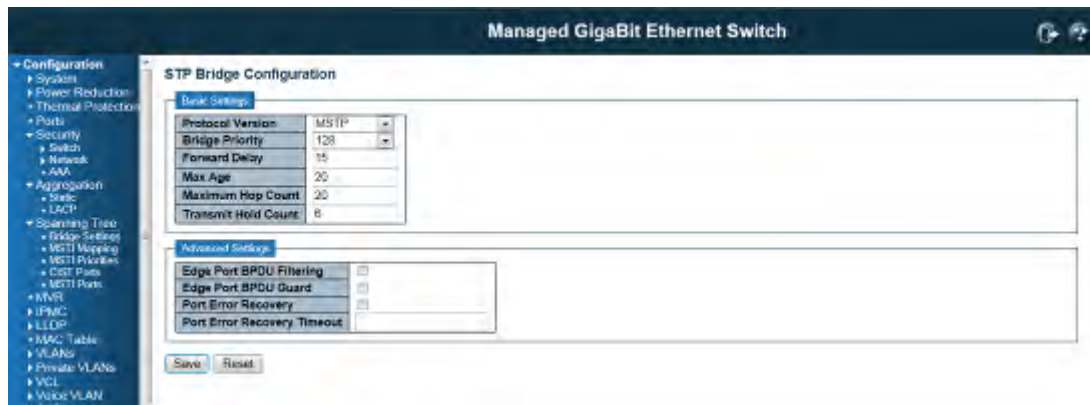 Managed GigaBit Ethernet Switch
Configuration
System
Power Reduction
Thermal Protection
Ports
Security
Switch
Network
AAA
Aggregation
Static
LACP
Spanning Tree
Bridge Settings
MSTI Mapping
MSTI Priorities
CIST Ports
MSTI Ports
MVR
IPMC
LLDP
MAC Table
VLANs
Private VLANs
VCL
Voice VLAN
STP Bridge Configuration
Basic Settings
Protocol Version MSTP
Bridge Priority 128
Forward Delay 15
Max Age 20
Maximum Hop Count 20
Transmit Hold Count 6
Advanced Settings
Edge Port BPDU Filtering
Edge Port BPDU Guard
Port Error Recovery
Port Error Recovery Timeout
Save Reset